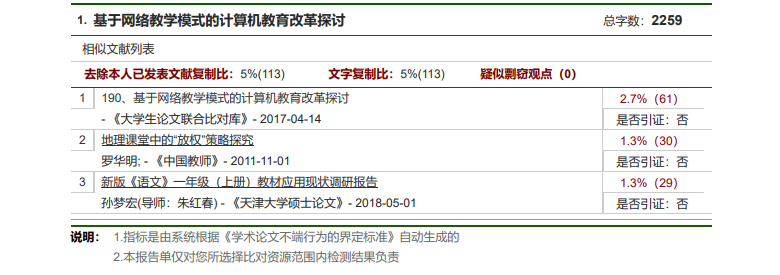 1. 基于网络教学模式的计算机教育改革探讨 总字数：2259
相似文献列表
去除本人已发表文献复制比：5%(113) 文字复制比：5%(113) 疑似剽窃观点 (0)
1 190、基于网络教学模式的计算机教育改革探讨 2.7% (61)
- 《大学生论文联合比对库》- 2017-04-14 是否引证：否
2 地理课堂中的“放权”策略探究 1.3% (30)
罗华明; - 《中国教师》- 2011-11-01 是否引证：否
3 新版《语文》一年级（上册）教材应用现状调研报告 1.3% (29)
孙梦宏(导师：朱红春) - 《天津大学硕士论文》- 2018-05-01 是否引证：否
说明： 1.指标是由系统根据《学术论文不端行为的界定标准》自动生成的
2.本报告单仅对您所选择比对资源范围内检测结果负责